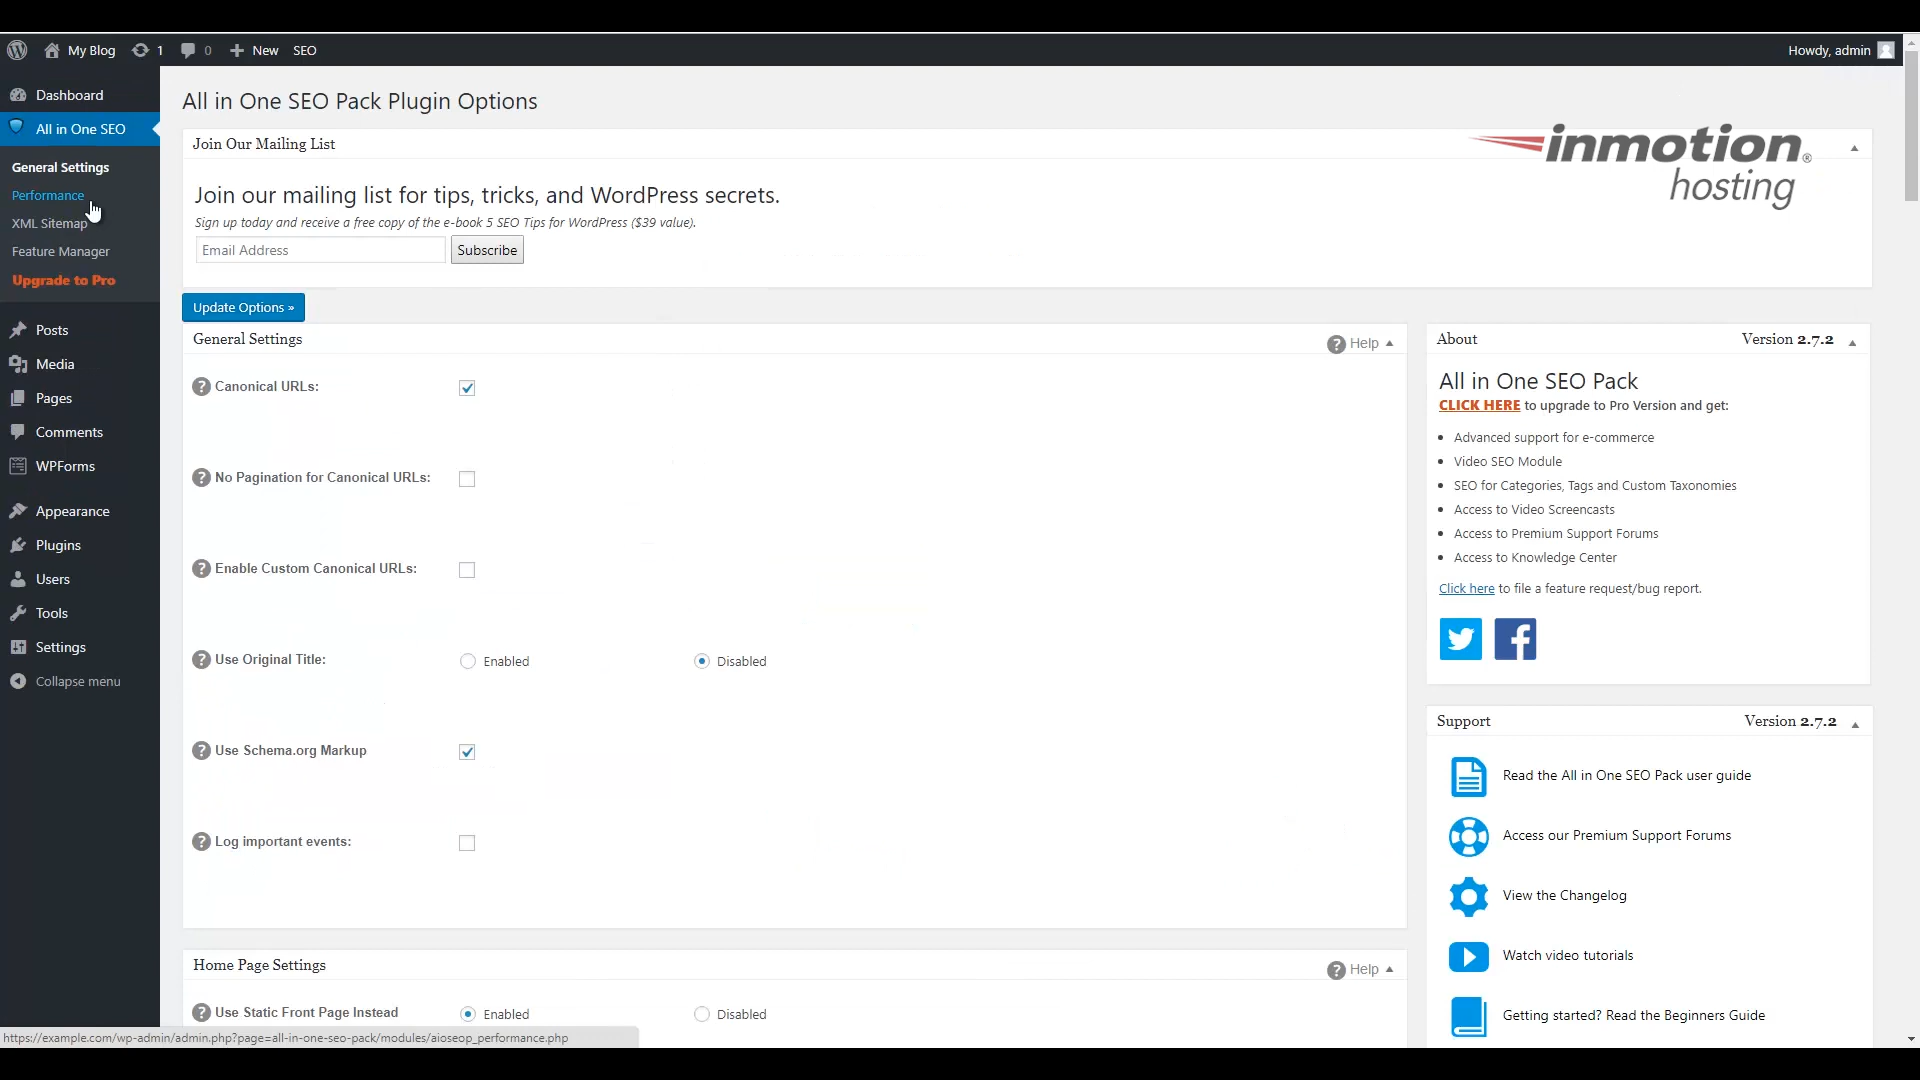 My Blog 1 0 New SEO Howdy, admin
Dashboard
All in One SEO
General Settings
Performance
XML Sitemap
Feature Manager
Upgrade to Pro
Posts
Media
Pages
Comments
WPForms
Appearance
Plugins
Users
Tools
Settings
Collapse menu
All in One SEO Pack Plugin Options
Join Our Mailing List
inmotion®
hosting
Join our mailing list for tips, tricks, and WordPress secrets.
Sign up today and receive a free copy of the e-book 5 SEO Tips for WordPress ($39 value).
Email Address Subscribe
Update Options »
General Settings Help
Canonical URLs:
No Pagination for Canonical URLs:
Enable Custom Canonical URLs:
Use Original Title: Enabled Disabled
Use Schema.org Markup
Log important events:
Home Page Settings Help
Use Static Front Page Instead Enabled Disabled
About Version 2.7.2
All in One SEO Pack
CLICK HERE to upgrade to Pro Version and get:
• Advanced support for e-commerce
• Video SEO Module
• SEO for Categories, Tags and Custom Taxonomies
• Access to Video Screencasts
• Access to Premium Support Forums
• Access to Knowledge Center
Click here to file a feature request/bug report.
Support Version 2.7.2
Read the All in One SEO Pack user guide
Access our Premium Support Forums
View the Changelog
Watch video tutorials
Getting started? Read the Beginners Guide
https://example.com/wp-admin/admin.php?page=all-in-one-seo-pack/modules/aioseop_performance.php